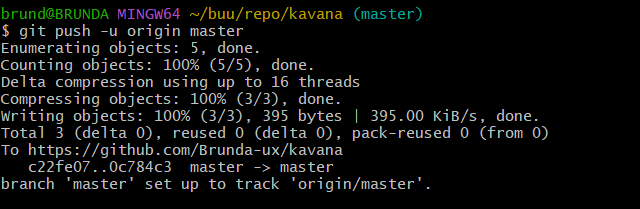 brund@BRUNDA MINGW64 ~/buu/repo/kavana (master)
$ git push -u origin master
Enumerating objects: 5, done.
Counting objects: 100% (5/5), done.
Delta compression using up to 16 threads
Compressing objects: 100% (3/3), done.
Writing objects: 100% (3/3), 395 bytes | 395.00 KiB/s, done.
Total 3 (delta 0), reused 0 (delta 0), pack-reused 0 (from 0)
To https://github.com/Brunda-ux/kavana
   c22fe07..0c784c3  master -> master
branch 'master' set up to track 'origin/master'.